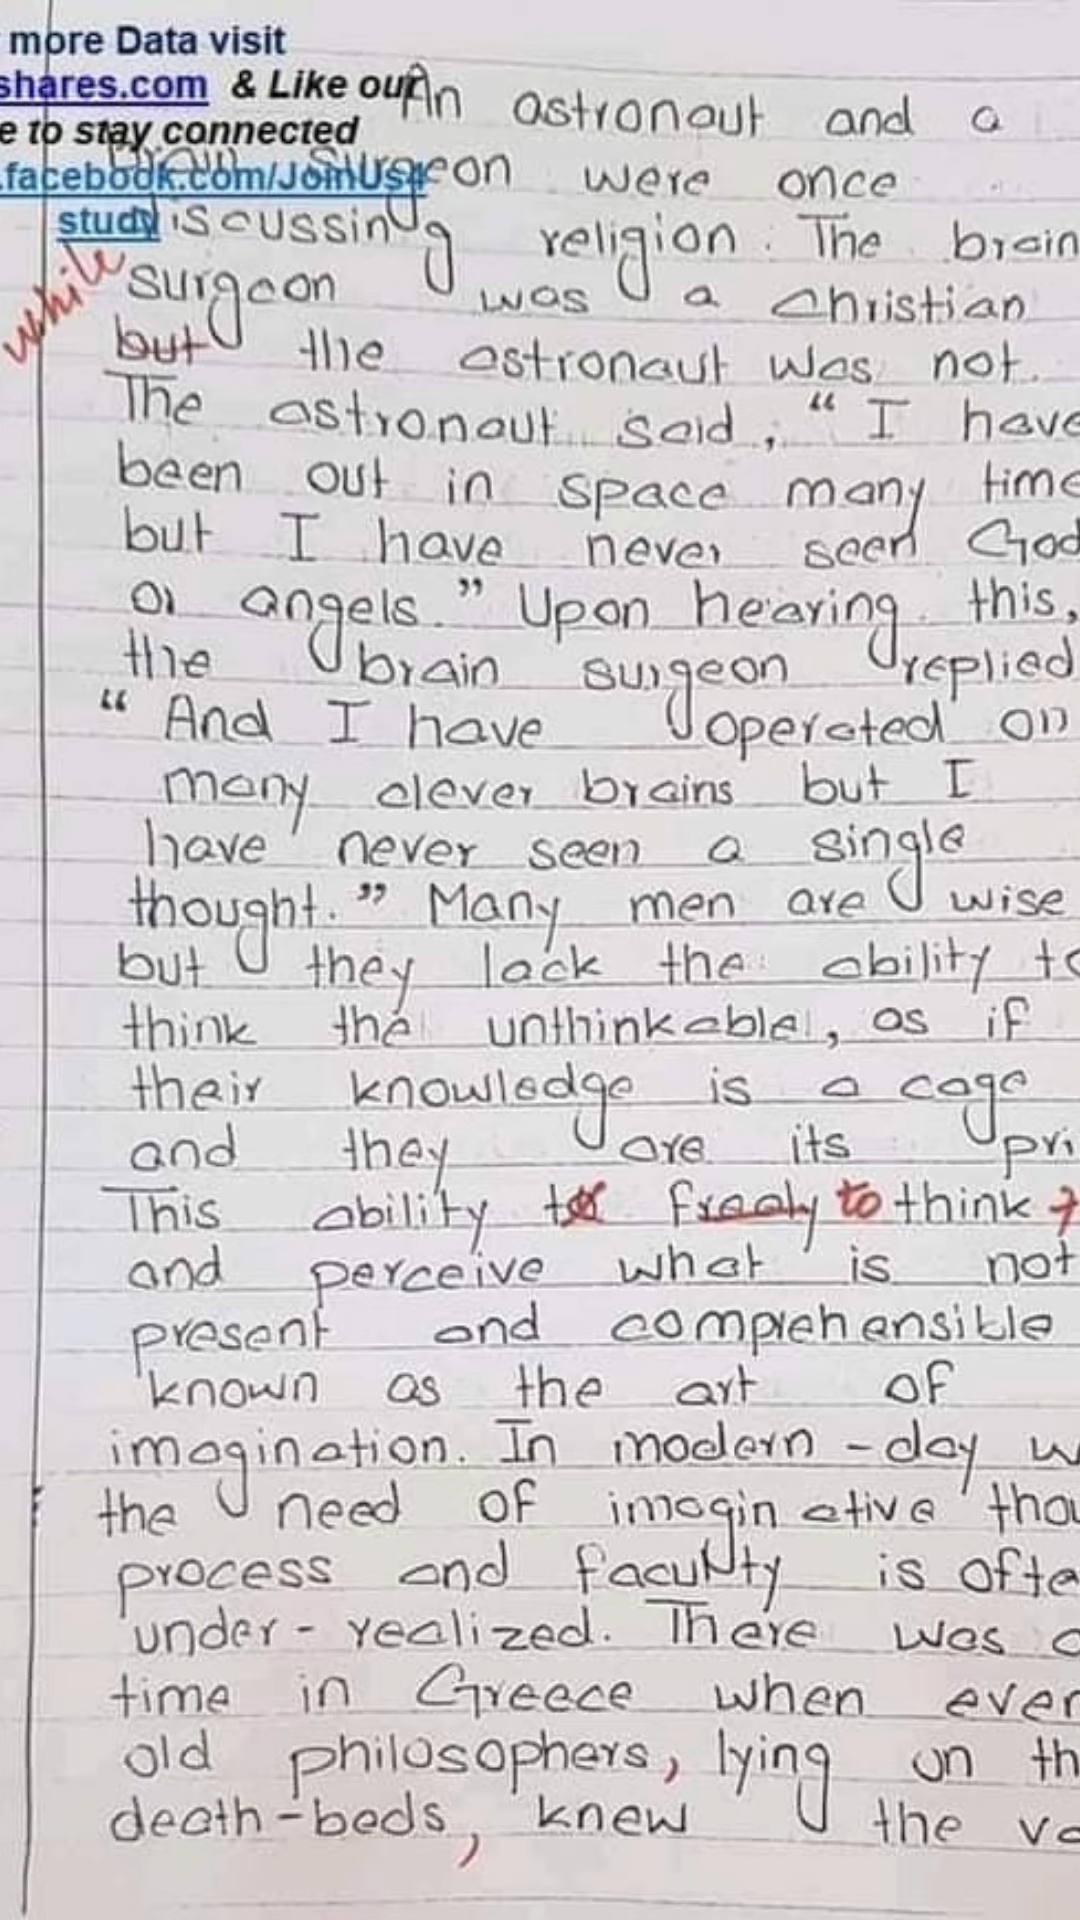 more Data visit
shares.com & Like our
e to stay connected
.facebook.com/JoinUs4
study
An astronaut and a
Brain surgeon were once
discussing religion. The brain
while
surgeon was a Christian
but the astronaut was not.
The astronaut said, "I have
been out in space many time
but I have never seen God
or angels." Upon hearing this,
the brain surgeon replied
"And I have operated on
many clever brains but I
have never seen a single
thought." Many men are wise
but they lack the ability to
think the unthinkable, as if
their knowledge is a cage
and they are its pri
This ability to freely to think
and perceive what is not
present and comprehensible
known as the art of
imagination. In modern-day w
the need of imaginative thou
process and faculty is ofte
under-realized. There was a
time in Greece when even
old philosophers, lying on th
death-beds, knew the va